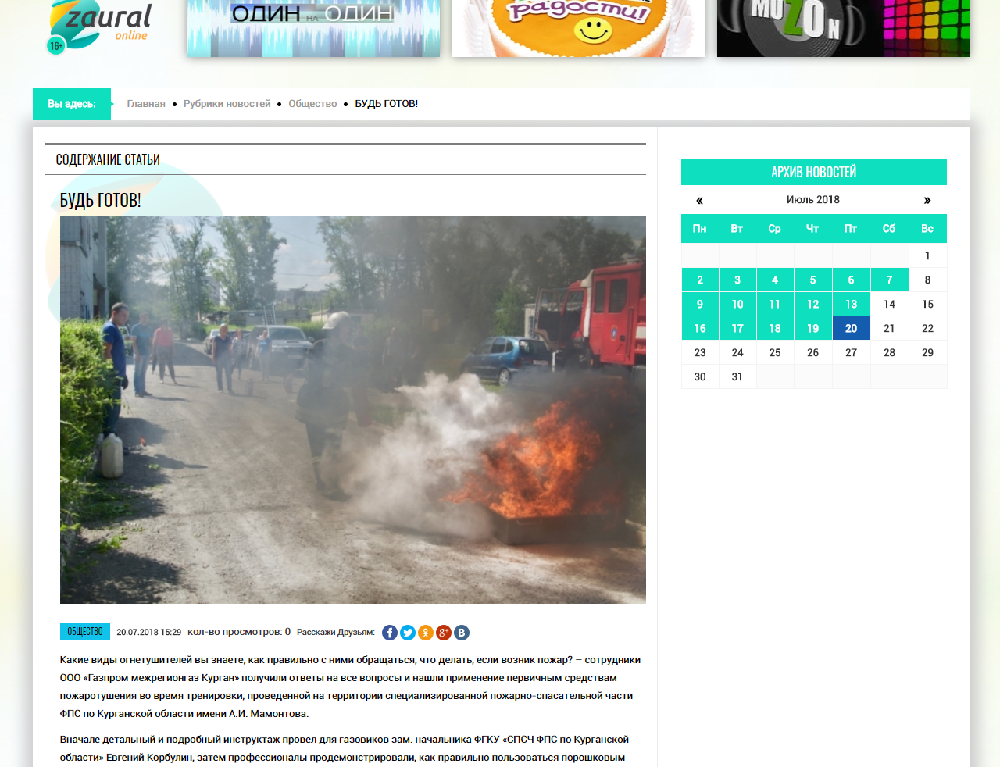 zaural
online
16+
ОДИН НА ОДИН
радости!
MUZON
Вы здесь:
Главная • Рубрики новостей • Общество • БУДЬ ГОТОВ!
СОДЕРЖАНИЕ СТАТЬИ
БУДЬ ГОТОВ!
ОБЩЕСТВО 20.07.2018 15:29 кол-во просмотров: 0 Расскажи Друзьям:
Какие виды огнетушителей вы знаете, как правильно с ними обращаться, что делать, если возник пожар? – сотрудники
ООО «Газпром межрегионгаз Курган» получили ответы на все вопросы и нашли применение первичным средствам
пожаротушения во время тренировки, проведенной на территории специализированной пожарно-спасательной части
ФПС по Курганской области имени А.И. Мамонтова.
Вначале детальный и подробный инструктаж провел для газовиков зам. начальника ФГКУ «СПСЧ ФПС по Курганской
области» Евгений Корбулин, затем профессионалы продемонстрировали, как правильно пользоваться порошковым
АРХИВ НОВОСТЕЙ
« Июль 2018 »
Пн Вт Ср Чт Пт Сб Вс
1
2 3 4 5 6 7 8
9 10 11 12 13 14 15
16 17 18 19 20 21 22
23 24 25 26 27 28 29
30 31